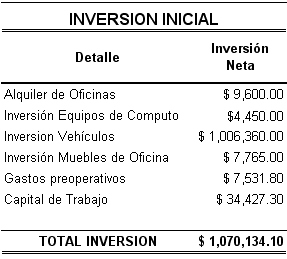 INVERSION INICIAL
Detalle Inversión Neta
Alquiler de Oficinas $ 9,600.00
Inversión Equipos de Computo $4,450.00
Inversion Vehículos $ 1,006,360.00
Inversión Muebles de Oficina $ 7,765.00
Gastos preoperativos $ 7,531.80
Capital de Trabajo $ 34,427.30
TOTAL INVERSION $ 1,070,134.10